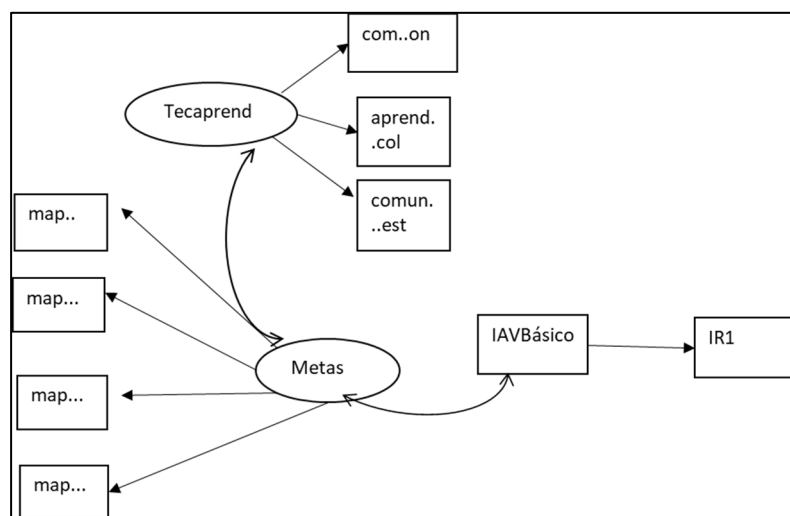 com..on
Tecaprend
aprend.
.col
comun.
..est
map..
map...
IAVBásico
IR1
Metas
map...
map...